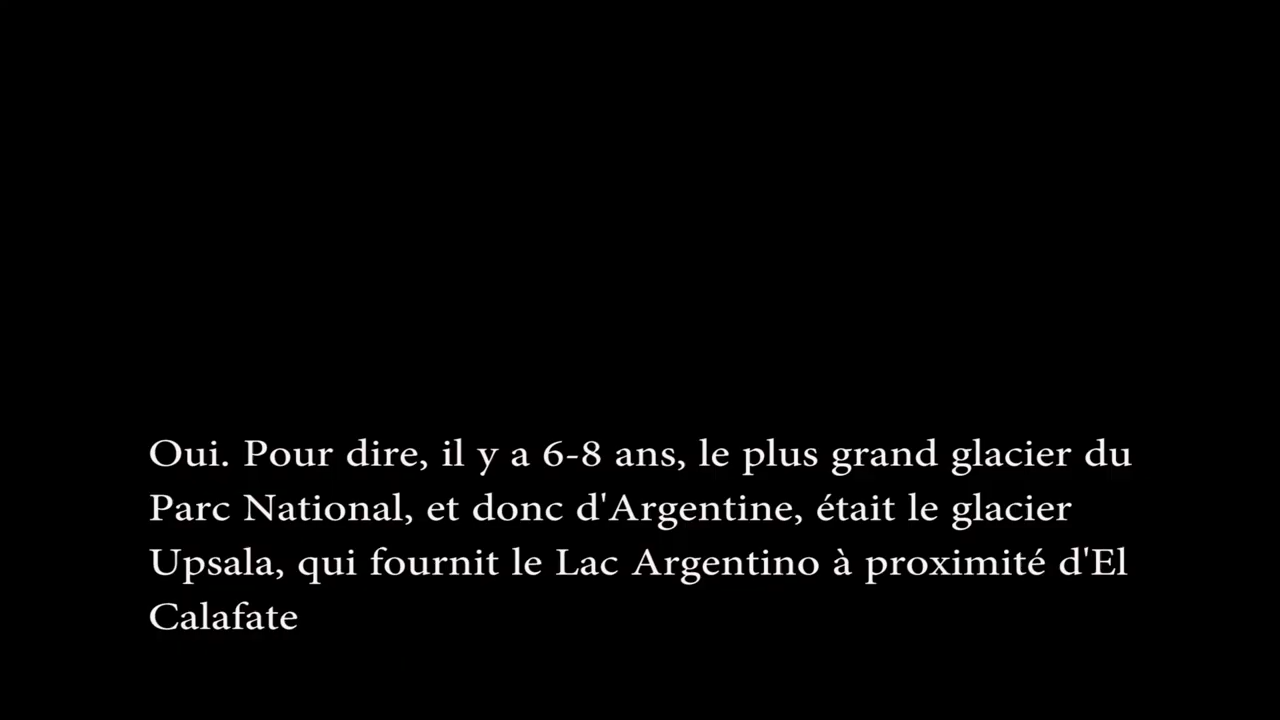 Oui. Pour dire, il y a 6-8 ans, le plus grand glacier du
Parc National, et donc d'Argentine, était le glacier
Upsala, qui fournit le Lac Argentino à proximité d'El
Calafate